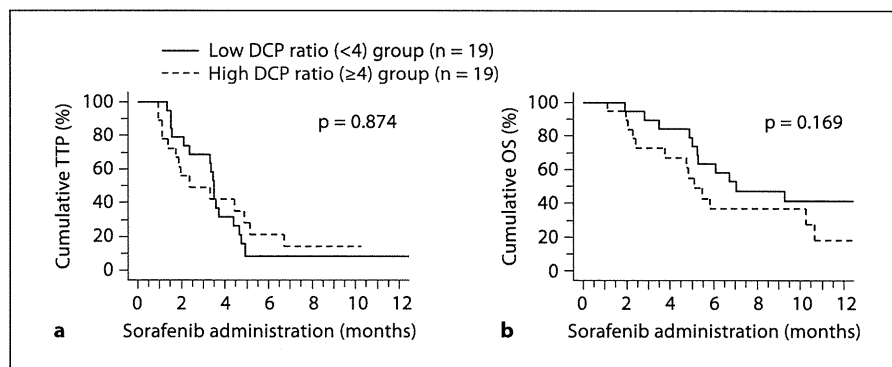 Low DCP ratio (<4) group (n = 19)
High DCP ratio (≥4) group (n = 19)
Cumulative TTP (%)
100
80
60
40
20
0
p = 0.874
0 2 4 6 8 10 12
a Sorafenib administration (months)
Cumulative OS (%)
100
80
60
40
20
0
p = 0.169
0 2 4 6 8 10 12
b Sorafenib administration (months)